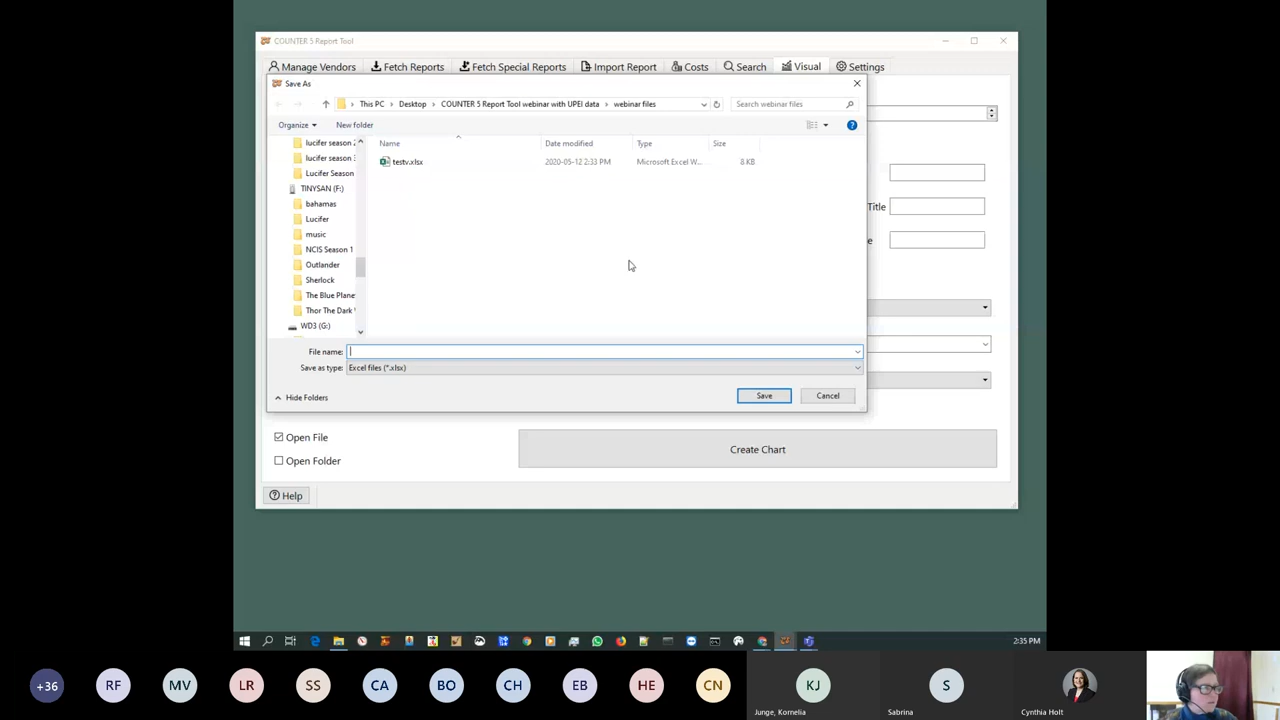 COUNTER 5 Report Tool
Manage Vendors Fetch Reports Fetch Special Reports Import Report Costs Search Visual Settings
Save As
This PC Desktop COUNTER 5 Report Tool webinar with UPEI data webinar files Search webinar files
Organize New folder
Name Date modified Type Size
testv.xlsx 2020-05-12 2:33 PM Microsoft Excel W... 8 KB
lucifer season
lucifer season
Lucifer Season
TINYSAN (F:)
bahamas
Lucifer
music
NCIS Season 1
Outlander
Sherlock
The Blue Plane
Thor The Dark
WD3 (G:)
Title
File name:
Save as type: Excel files (*.xlsx)
Hide Folders Save Cancel
Open File
Open Folder
Create Chart
Help
2:35 PM
+36 RF MV LR SS CA BO CH EB HE CN KJ S
Junge, Kornelia Sabrina Cynthia Holt